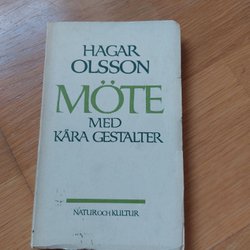 HAGAR
OLSSON
MÖTE
MED
KÄRA GESTALTER
NATUR och KULTUR